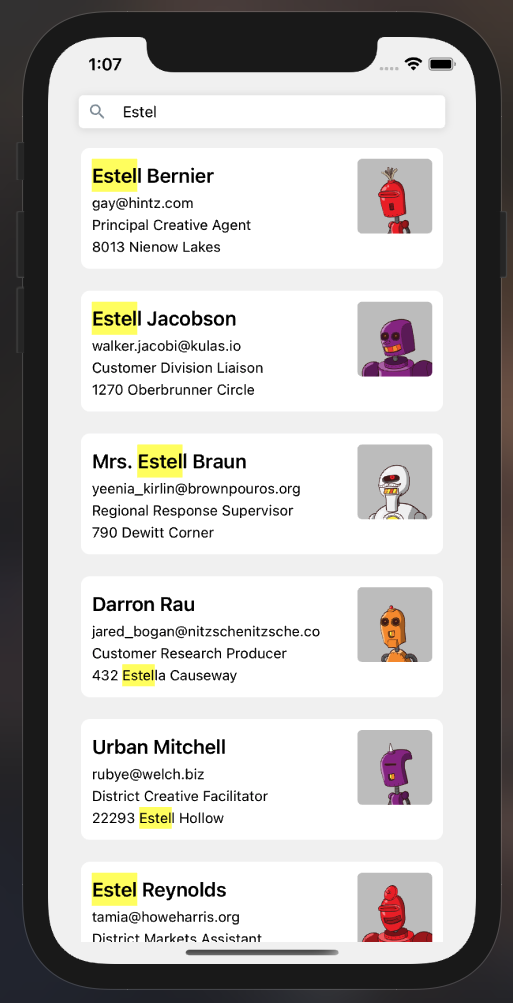 1:07
Estel
Estell Bernier
gay@hintz.com
Principal Creative Agent
8013 Nienow Lakes
Estell Jacobson
walker.jacobi@kulas.io
Customer Division Liaison
1270 Oberbrunner Circle
Mrs. Estell Braun
yeenia_kirlin@brownpouros.org
Regional Response Supervisor
790 Dewitt Corner
Darron Rau
jared_bogan@nitzschenitzsche.co
Customer Research Producer
432 Estella Causeway
Urban Mitchell
rubye@welch.biz
District Creative Facilitator
22293 Estell Hollow
Estel Reynolds
tamia@howeharris.org
District Markets Assistant